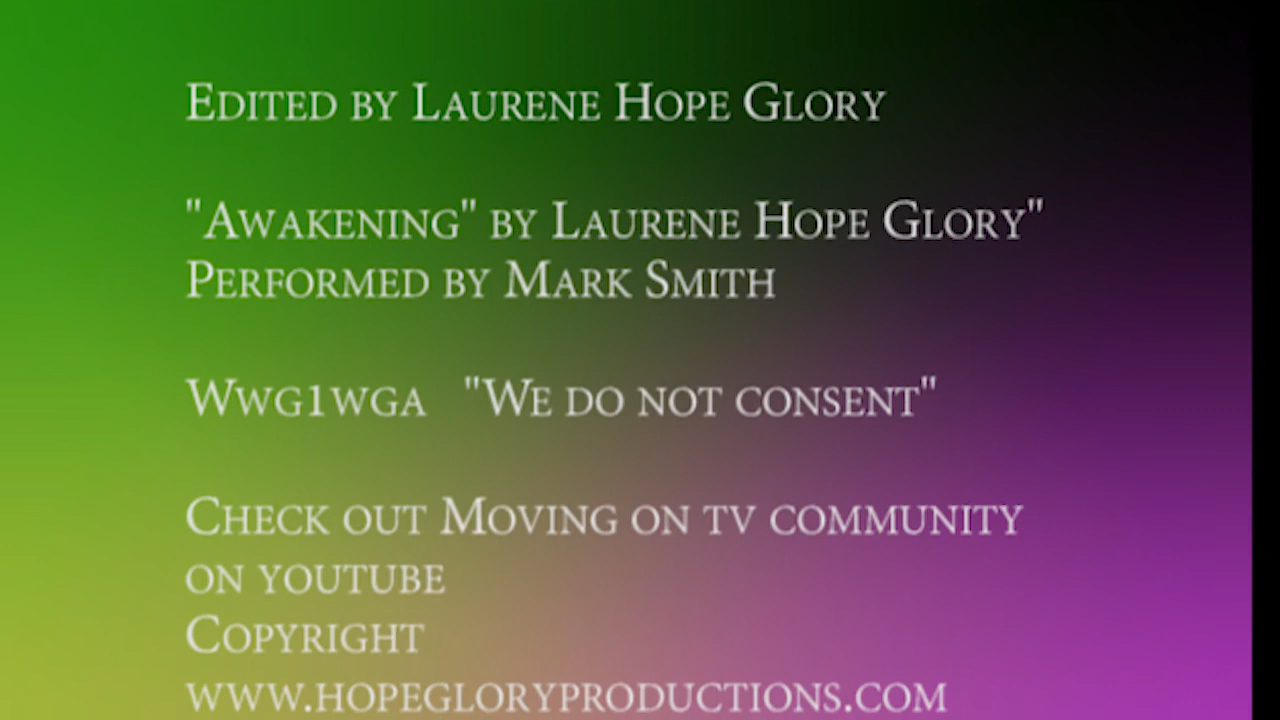 Edited by Laurene Hope Glory
"Awakening" by Laurene Hope Glory"
Performed by Mark Smith
Wwg1wga "We do not consent"
Check out Moving on tv community
on youtube
Copyright
www.hopegloryproductions.com